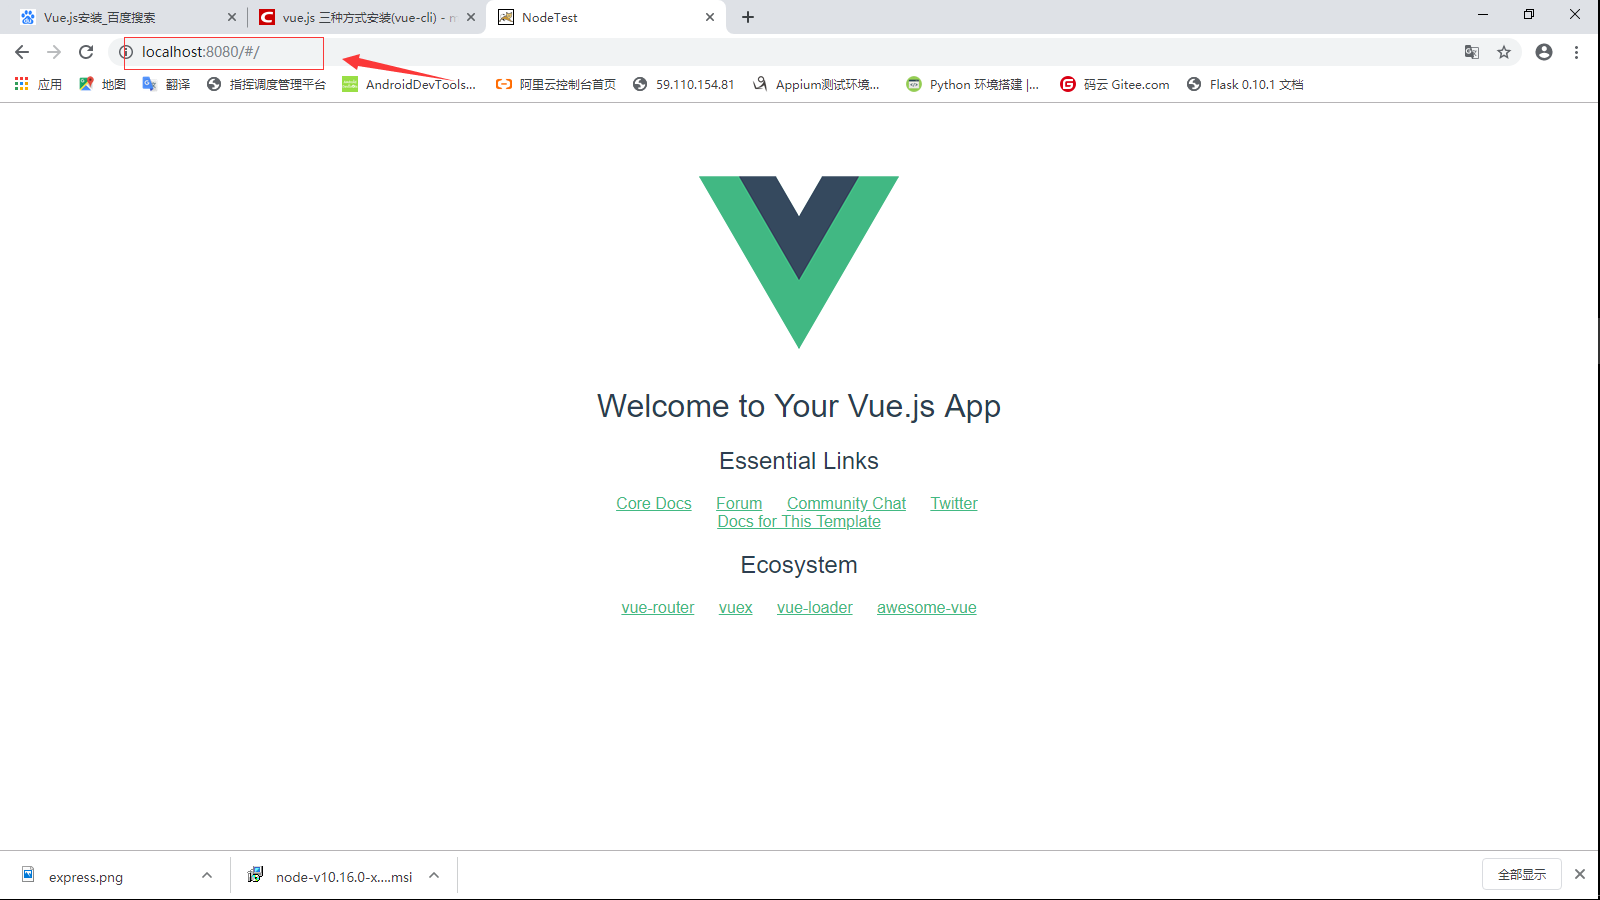 Vue.js安装_百度搜索
vue.js 三种方式安装(vue-cli) -
NodeTest
localhost:8080/#/
应用 地图 翻译 指挥调度管理平台 AndroidDevTools... 阿里云控制台首页 59.110.154.81 Appium测试环境... Python 环境搭建 |... 码云 Gitee.com Flask 0.10.1 文档
Welcome to Your Vue.js App
Essential Links
Core Docs Forum Community Chat Twitter
Docs for This Template
Ecosystem
vue-router vuex vue-loader awesome-vue
express.png node-v10.16.0-x....msi 全部显示